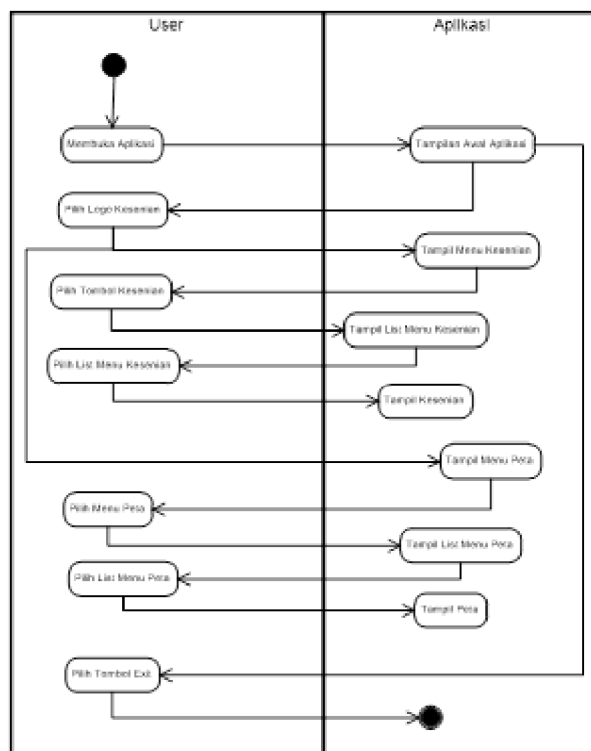 User
Aplikasi
Membuka Aplikasi
Tampilan Awal Aplikasi
Pilih Logo Kesenian
Tampil Menu Kesenian
Pilih Tombol Kesenian
Tampil List Menu Kesenian
Pilih List Menu Kesenian
Tampil Kesenian
Tampil Menu Peta
Pilih Menu Peta
Tampil List Menu Peta
Pilih List Menu Peta
Tampil Peta
Pilih Tombol Exit